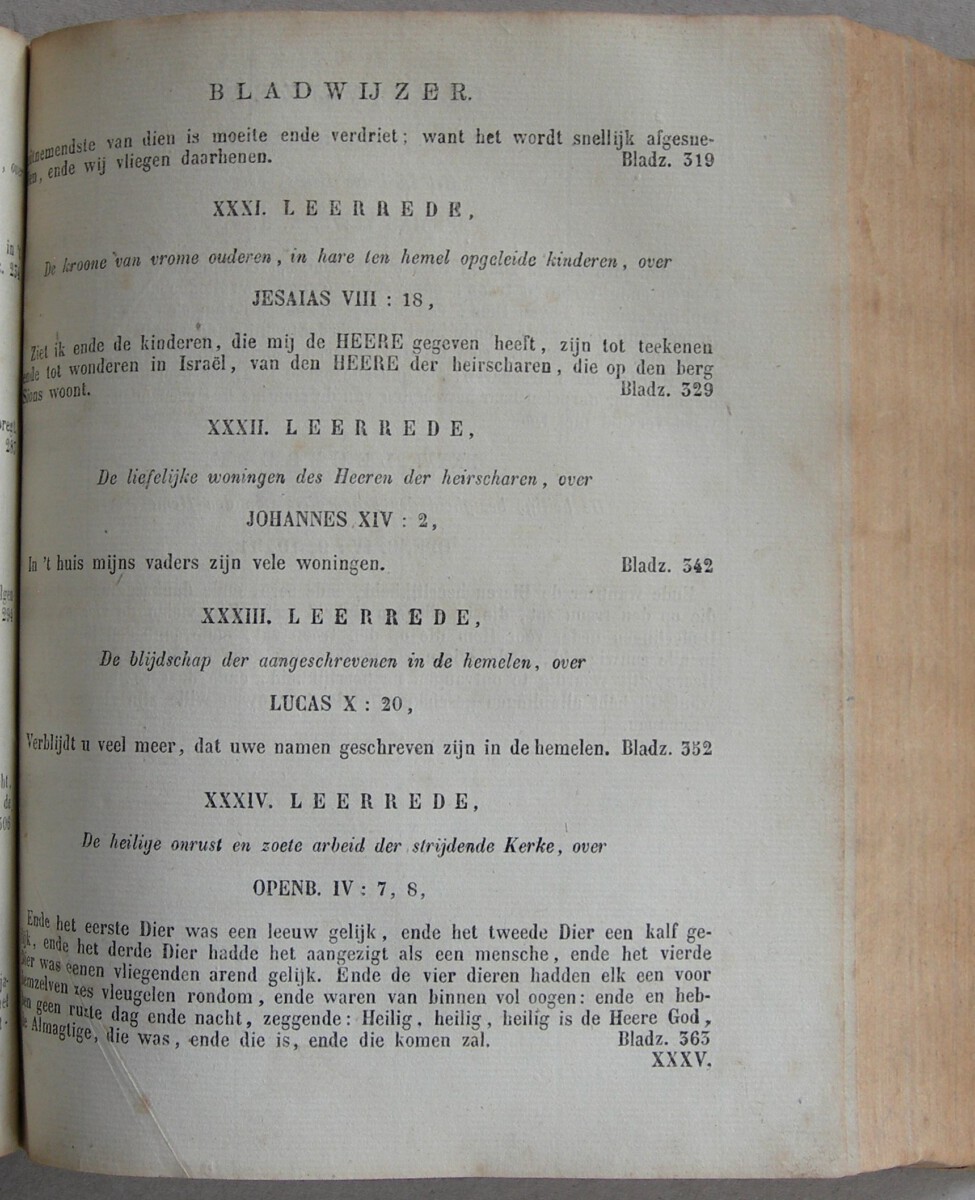 BLADWIJZER.
uitnemendste van dien is moeite ende verdriet; want het wordt snellijk afgesne-
den, ende wij vliegen daarhenen. Bladz. 319
XXXI. LEERREDE,
De kroone van vrome ouderen, in hare ten hemel opgeleide kinderen, over
JESAIAS VIII : 18,
Ziet ik ende de kinderen, die mij de HEERE gegeven heeft, zijn tot teekenen
ende tot wonderen in Israël, van den HEERE der heirscharen, die op den berg
Sions woont. Bladz. 329
XXXII. LEERREDE,
De liefelijke woningen des Heeren der heirscharen, over
JOHANNES XIV : 2,
In 't huis mijns vaders zijn vele woningen. Bladz. 342
XXXIII. LEERREDE,
De blijdschap der aangeschrevenen in de hemelen, over
LUCAS X : 20,
Verblijdt u veel meer, dat uwe namen geschreven zijn in de hemelen. Bladz. 352
XXXIV. LEERREDE,
De heilige onrust en zoete arbeid der strijdende Kerke, over
OPENB. IV : 7, 8,
Ende het eerste Dier was een leeuw gelijk, ende het tweede Dier een kalf ge-
lijk, ende het derde Dier hadde het aangezigt als een mensche, ende het vierde
Dier was eenen vliegenden arend gelijk. Ende de vier dieren hadden elk een voor
hemzelven zes vleugelen rondom, ende waren van binnen vol oogen: ende en heb-
ben geen ruste dag ende nacht, zeggende: Heilig, heilig, heilig is de Heere God,
de Almagtige, die was, ende die is, ende die komen zal. Bladz. 363
XXXV.